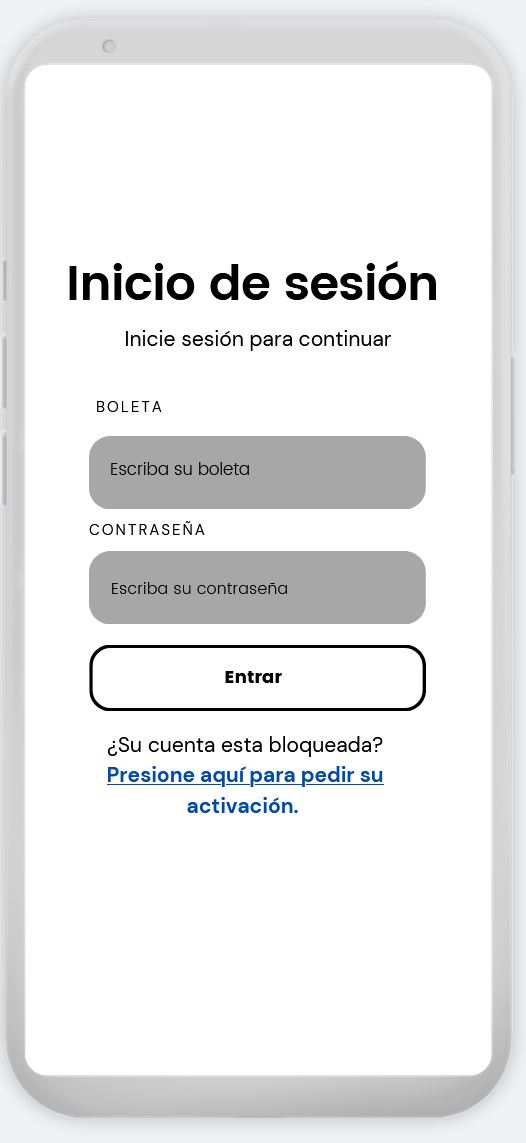 Inicio de sesión
Inicie sesión para continuar
BOLETA
Escriba su boleta
CONTRASEÑA
Escriba su contraseña
Entrar
¿Su cuenta esta bloqueada?
Presione aquí para pedir su
activación.